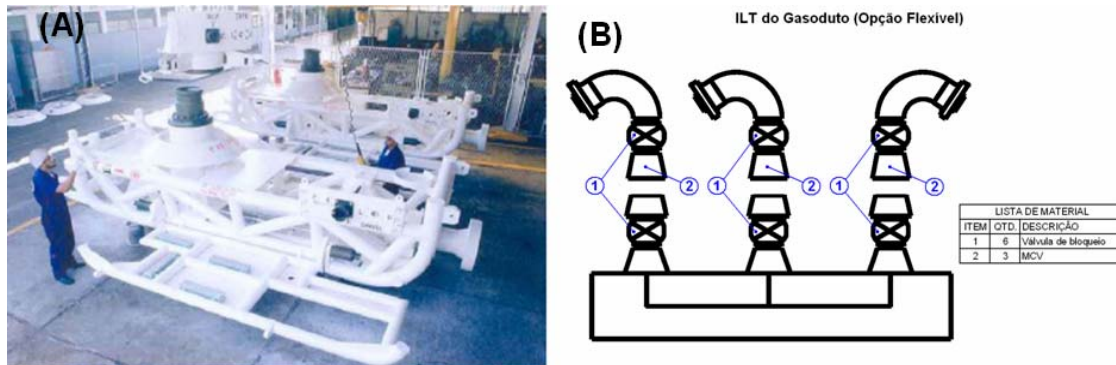 (A)
ILT do Gasoduto (Opção Flexível)
(B)
1 2 1 2 1 2
LISTA DE MATERIAL
ITEM QTD. DESCRIÇÃO
1 6 Válvula de bloqueio
2 3 MCV